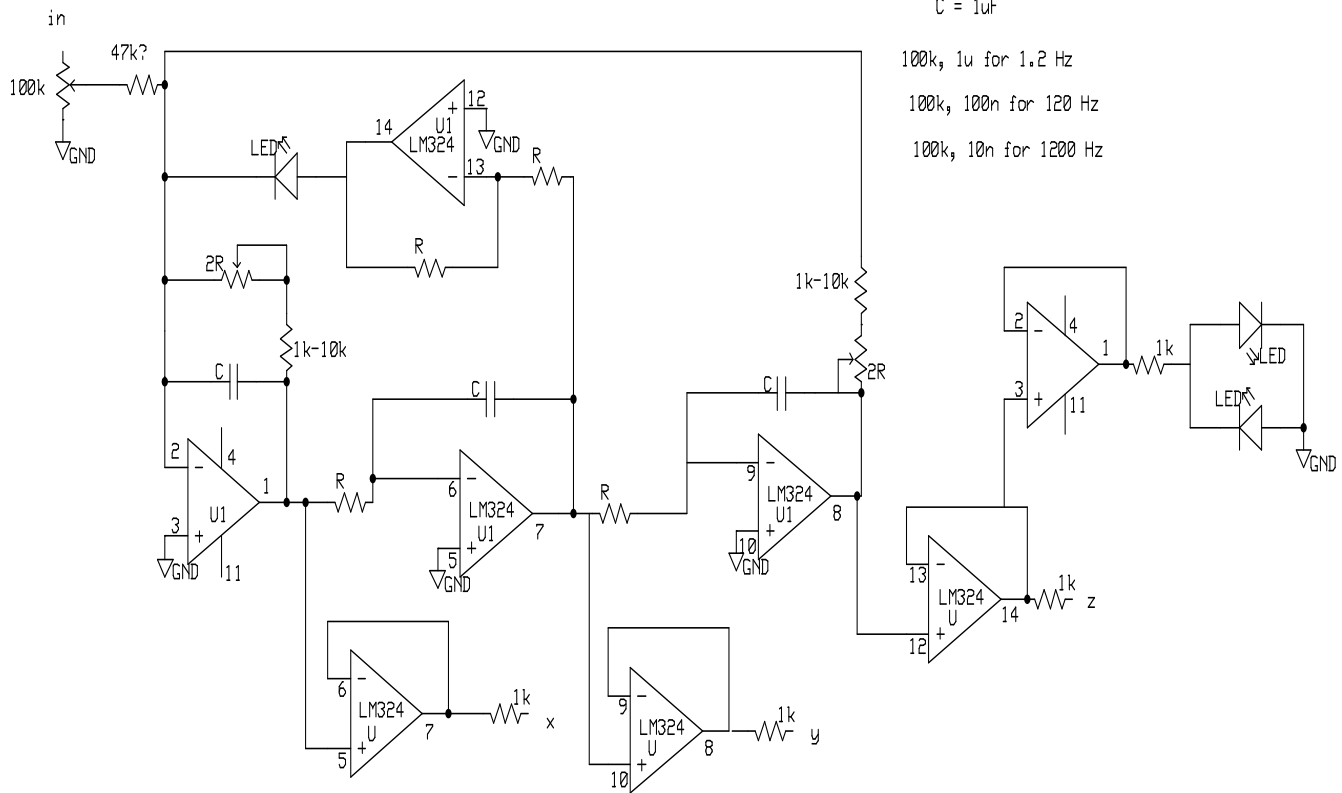 in
C = 1uF
47k?
100k, 1u for 1.2 Hz
100k
100k, 100n for 120 Hz
100k, 10n for 1200 Hz
GND
LED
14
U1
LM324
12
GND
13
R
R
2R
1k-10k
1k-10k
2R
C
C
C
2
4
1
LED
1k
3
11
LED
GND
2
4
1
U1
3
11
GND
R
6
LM324
U1
5
7
GND
R
9
LM324
U1
10
8
GND
13
LM324
U
12
14
1k
z
6
LM324
U
5
7
1k
x
9
LM324
U
10
8
1k
y